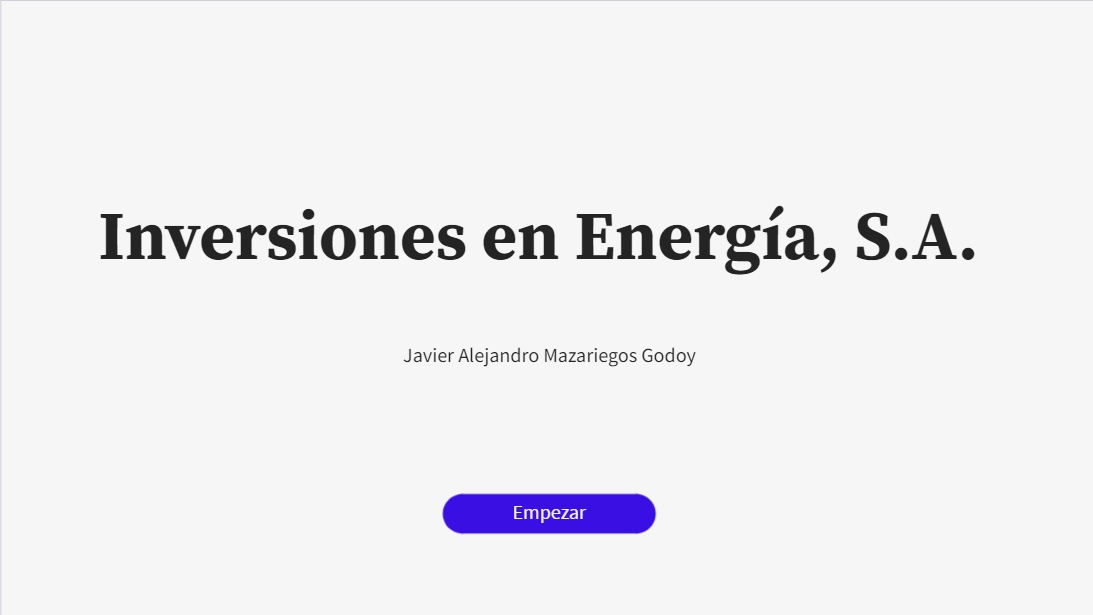 Inversiones en Energía, S.A.
Javier Alejandro Mazariegos Godoy
Empezar